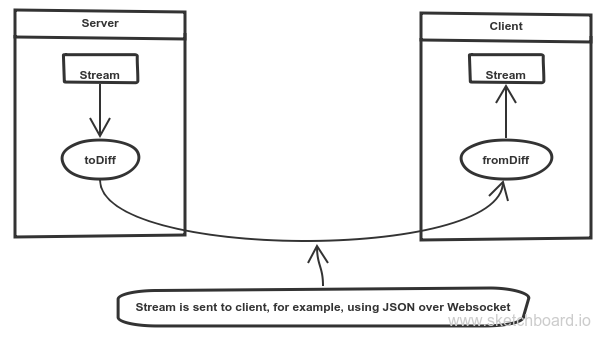 Server
Client
Stream
Stream
toDiff
fromDiff
Stream is sent to client, for example, using JSON over Websocket
www.sketchboard.io